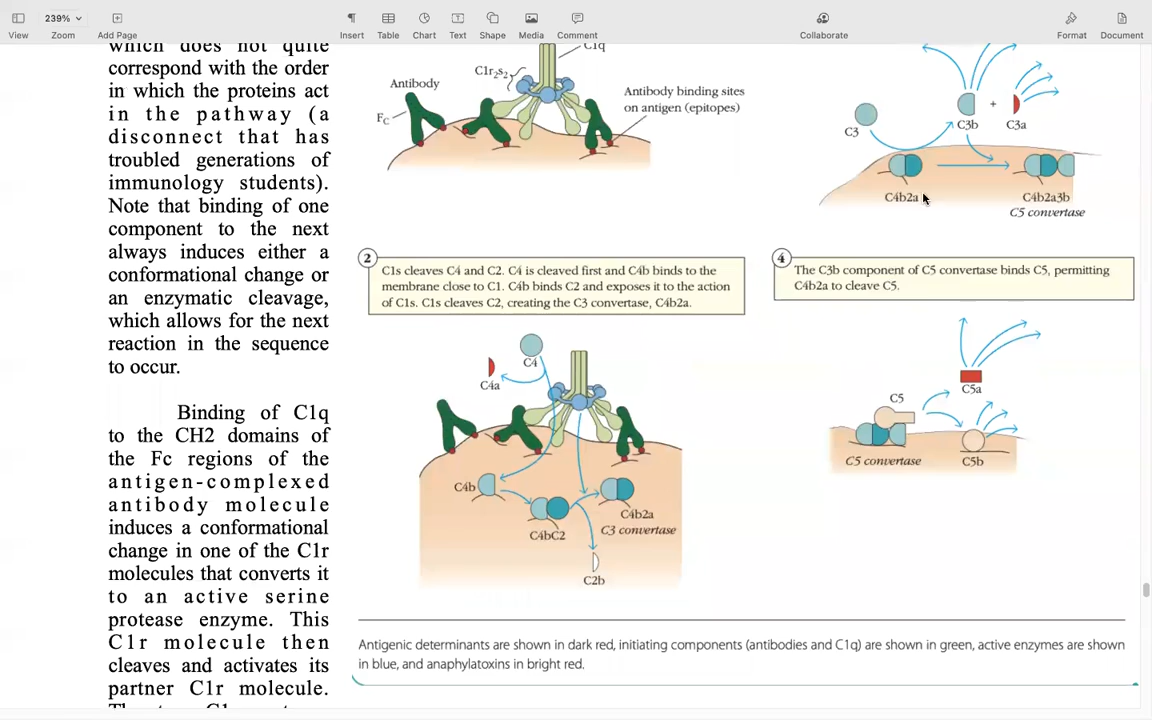 239%
View
Zoom
Add Page
Insert
Table
Chart
Text
Shape
Media
Comment
Collaborate
Format
Document
which does not quite
correspond with the order
in which the proteins act
in the pathway (a
disconnect that has
troubled generations of
immunology students).
Note that binding of one
component to the next
always induces either a
conformational change or
an enzymatic cleavage,
which allows for the next
reaction in the sequence
to occur.
Binding of C1q
to the CH2 domains of
the Fc regions of the
antigen-complexed
antibody molecule
induces a conformational
change in one of the C1r
molecules that converts it
to an active serine
protease enzyme. This
C1r molecule then
cleaves and activates its
partner C1r molecule.
C1q
C1r2s2
Antibody
FC
Antibody binding sites
on antigen (epitopes)
2
C1s cleaves C4 and C2. C4 is cleaved first and C4b binds to the
membrane close to C1. C4b binds C2 and exposes it to the action
of C1s. C1s cleaves C2, creating the C3 convertase, C4b2a.
C4
C4a
C4b
C4bC2
C4b2a
C3 convertase
C2b
C3
C3b
+
C3a
C4b2a
C4b2a3b
C5 convertase
4
The C3b component of C5 convertase binds C5, permitting
C4b2a to cleave C5.
C5a
C5
C5 convertase
C5b
Antigenic determinants are shown in dark red, initiating components (antibodies and C1q) are shown in green, active enzymes are shown
in blue, and anaphylatoxins in bright red.